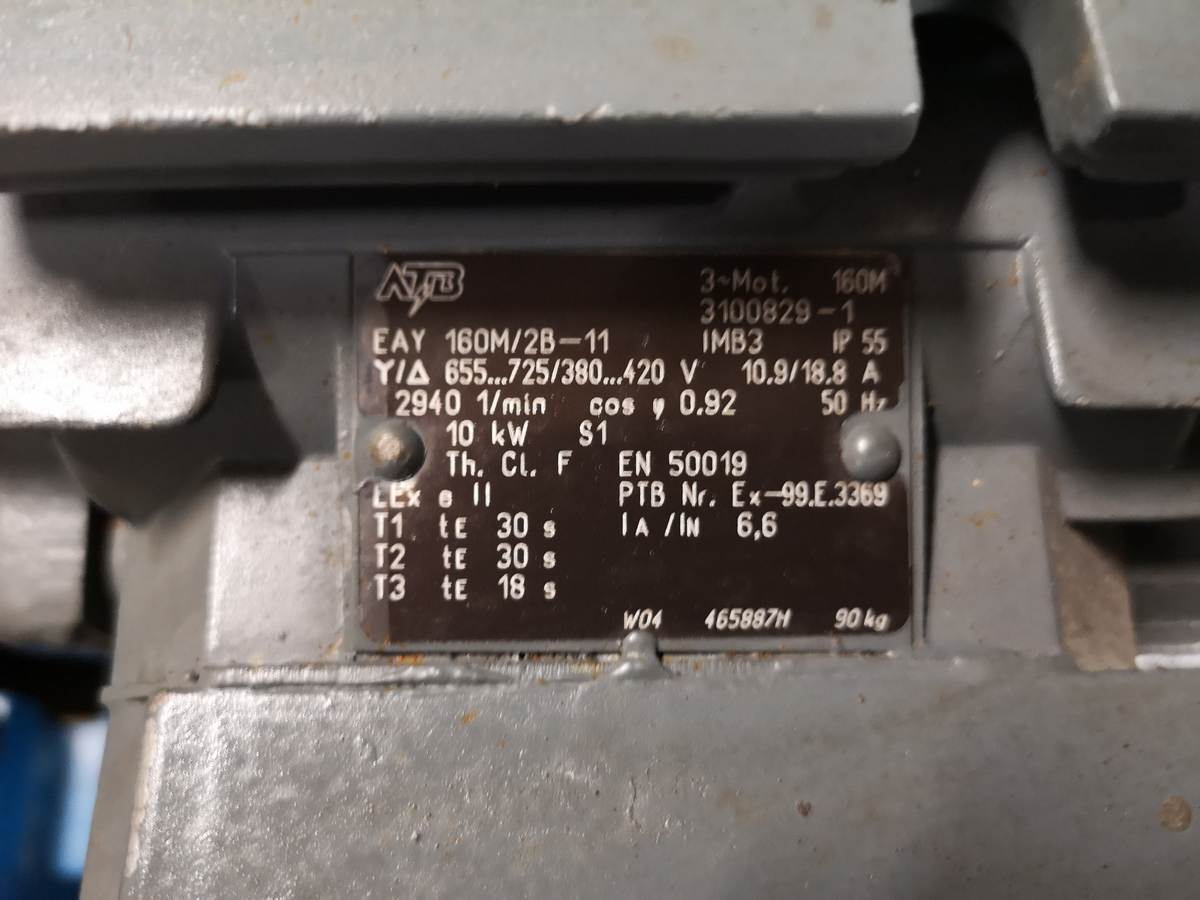 ATB 3~Mot. 160M
3100829-1
EAY 160M/2B-11 IMB3 IP 55
Y/Δ 655...725/380...420 V 10.9/18.8 A
2940 1/min cos φ 0.92 50 Hz
10 kW S1
Th. Cl. F EN 50019
EEx e II PTB Nr. Ex-99.E.3369
T1 tE 30 s IA/IN 6,6
T2 tE 30 s
T3 tE 18 s
W04 465887H 90 kg